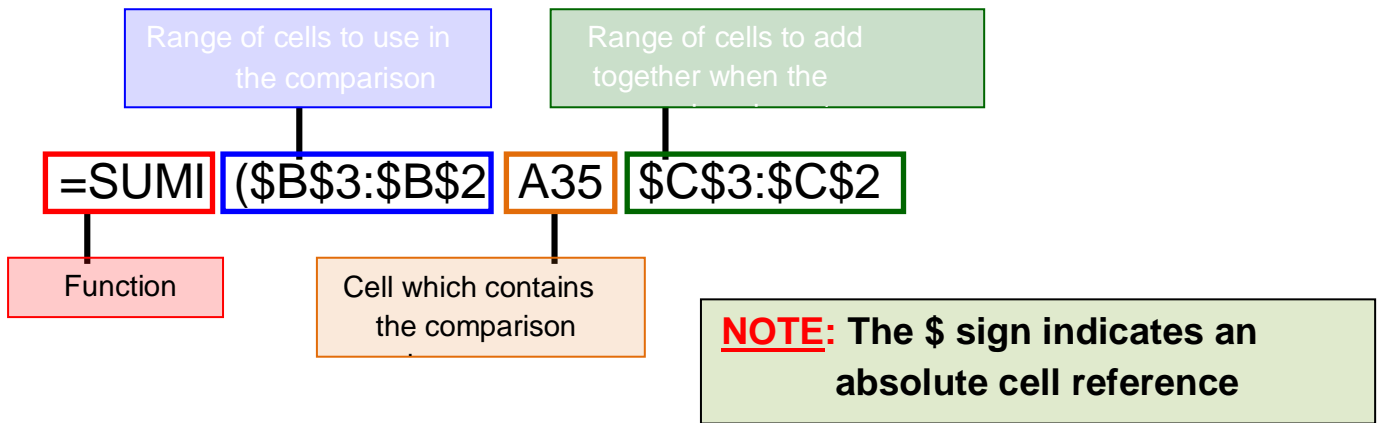 Range of cells to use in
the comparison
Range of cells to add
together when the
=SUMI ($B$3:$B$2 A35 $C$3:$C$2
Function
Cell which contains
the comparison
NOTE: The $ sign indicates an
absolute cell reference